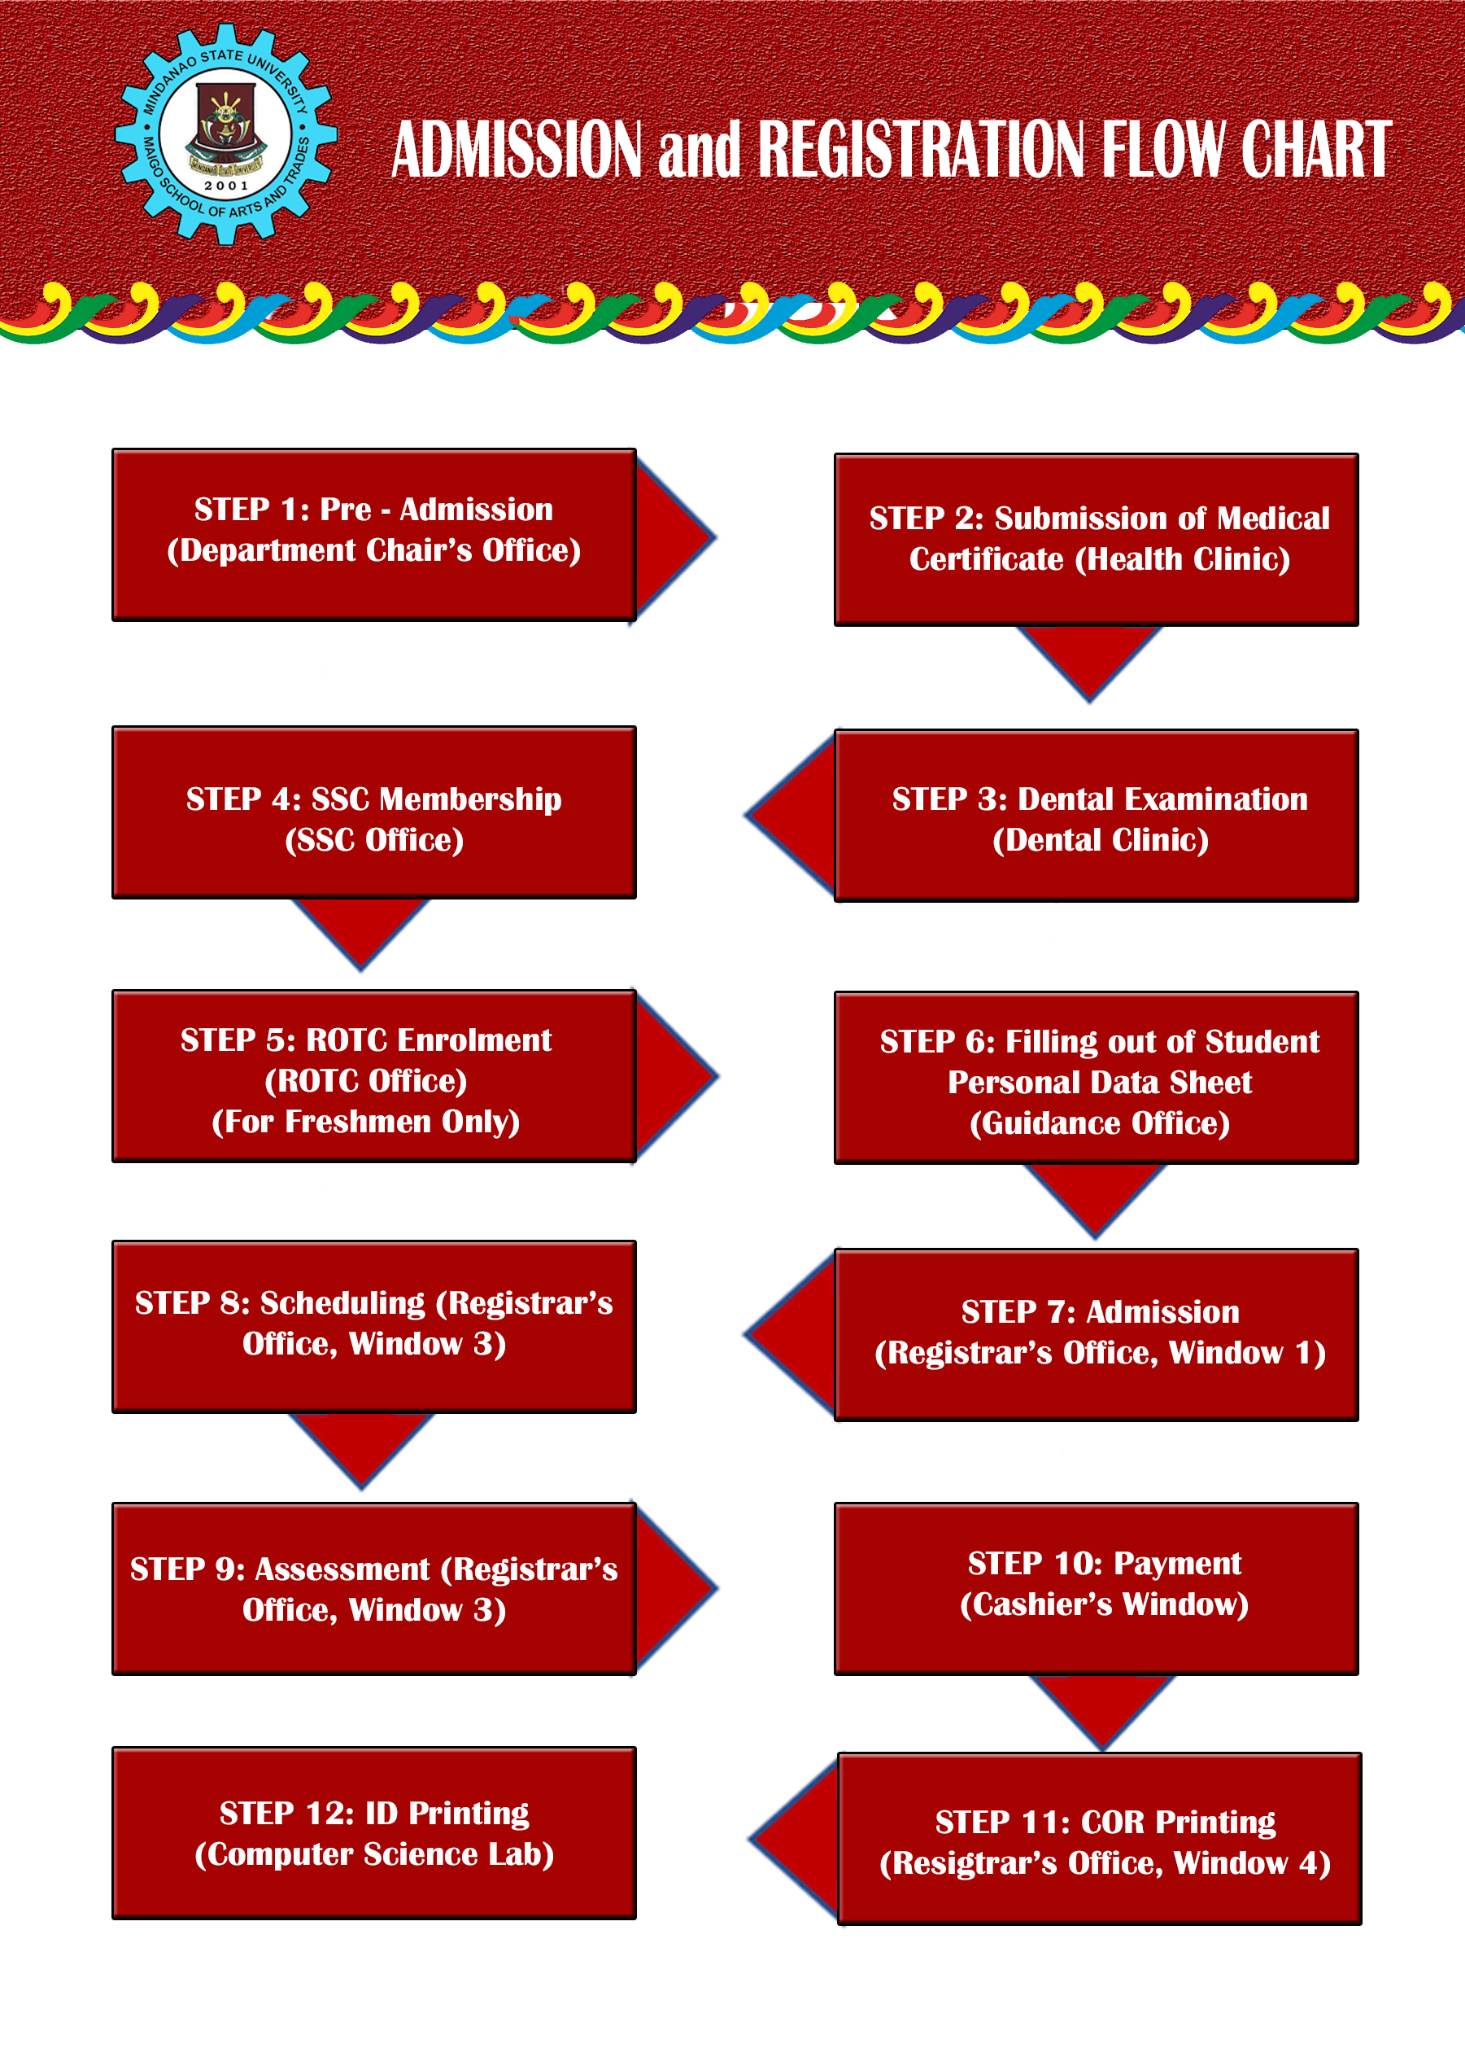 MINDANAO STATE UNIVERSITY
MINDANAO STATE UNIVERSITY
2001
MAIGO SCHOOL OF ARTS AND TRADES
ADMISSION and REGISTRATION FLOW CHART
STEP 1: Pre - Admission
(Department Chair's Office)
STEP 2: Submission of Medical
Certificate (Health Clinic)
STEP 3: Dental Examination
(Dental Clinic)
STEP 4: SSC Membership
(SSC Office)
STEP 5: ROTC Enrolment
(ROTC Office)
(For Freshmen Only)
STEP 6: Filling out of Student
Personal Data Sheet
(Guidance Office)
STEP 7: Admission
(Registrar's Office, Window 1)
STEP 8: Scheduling (Registrar's
Office, Window 3)
STEP 9: Assessment (Registrar's
Office, Window 3)
STEP 10: Payment
(Cashier's Window)
STEP 11: COR Printing
(Resigtrar's Office, Window 4)
STEP 12: ID Printing
(Computer Science Lab)